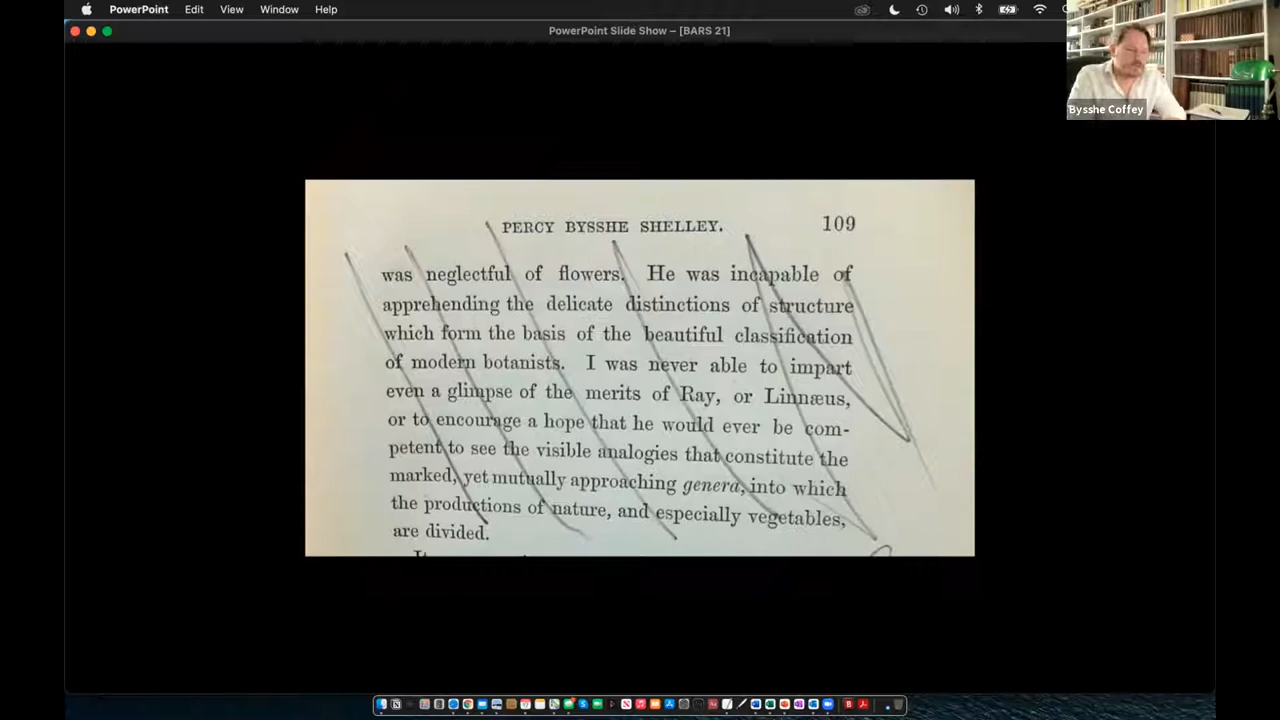 PowerPoint Edit View Window Help
PowerPoint Slide Show – [BARS 21]
Bysshe Coffey
PERCY BYSSHE SHELLEY. 109
was neglectful of flowers. He was incapable of
apprehending the delicate distinctions of structure
which form the basis of the beautiful classification
of modern botanists. I was never able to impart
even a glimpse of the merits of Ray, or Linnæus,
or to encourage a hope that he would ever be com-
petent to see the visible analogies that constitute the
marked, yet mutually approaching genera, into which
the productions of nature, and especially vegetables,
are divided.